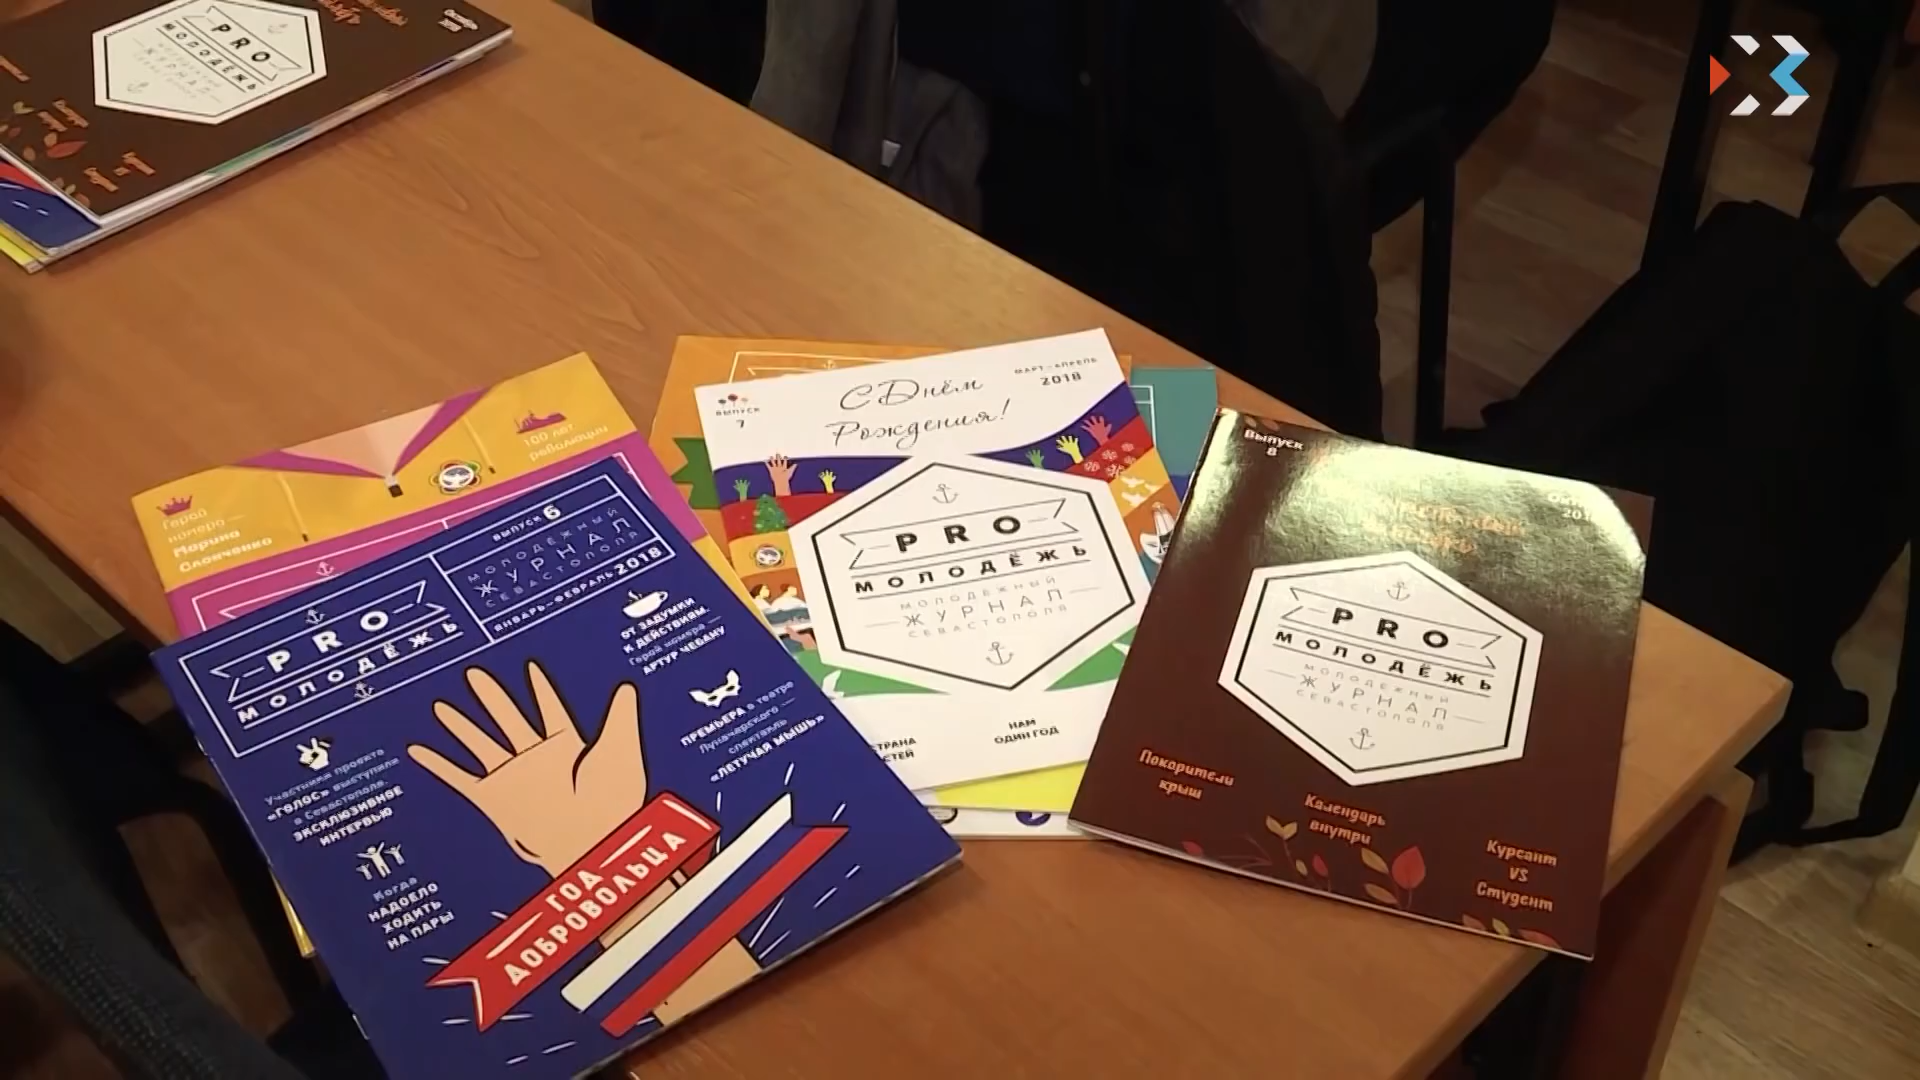 PRO
МОЛОДЁЖЬ
100 лет
революции
Герой
номера —
Марина
Слонченко
ВЫПУСК 6
PRO
МОЛОДЁЖЬ
МОЛОДЁЖНЫЙ
ЖУРНАЛ
СЕВАСТОПОЛЯ
ЯНВАРЬ–ФЕВРАЛЬ 2018
ОТ ЗАДУМКИ
К ДЕЙСТВИЯМ.
Герой номера —
АРТУР ЧЕБАНУ
ПРЕМЬЕРА в театре
Луначарского —
спектакль
«ЛЕТУЧАЯ МЫШЬ»
Участники проекта
«ГОЛОС» выступили
в Севастополе.
ЭКСКЛЮЗИВНОЕ
ИНТЕРВЬЮ
Когда
НАДОЕЛО
ХОДИТЬ
НА ПАРЫ
ГОД
ДОБРОВОЛЬЦА
ВЫПУСК
7
С Днём
Рождения!
МАРТ–АПРЕЛЬ
2018
PRO
МОЛОДЁЖЬ
МОЛОДЁЖНЫЙ
ЖУРНАЛ
СЕВАСТОПОЛЯ
НАМ
ОДИН ГОД
Выпуск
8
PRO
МОЛОДЁЖЬ
МОЛОДЁЖНЫЙ
ЖУРНАЛ
СЕВАСТОПОЛЯ
Покорители
крыш
Календарь
внутри
Курсант
VS
Студент